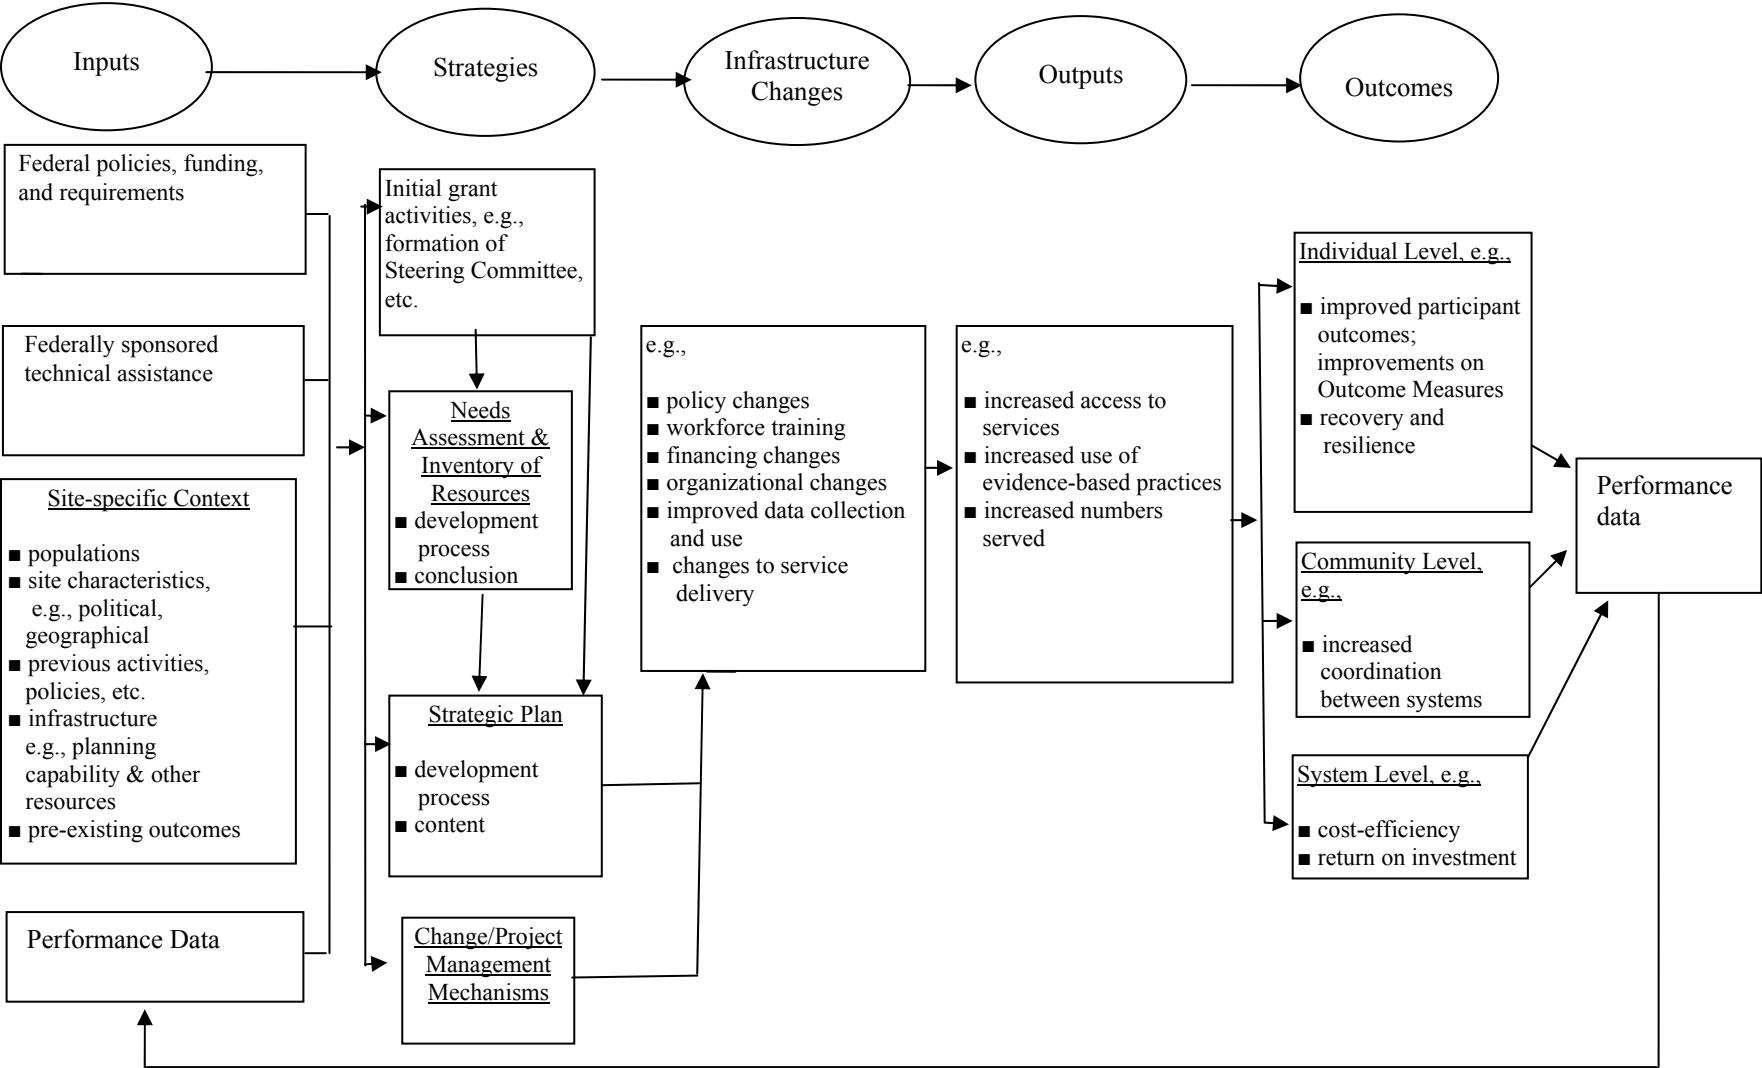 Inputs
Strategies
Infrastructure
Changes
Outputs
Outcomes
Federal policies, funding,
and requirements
Federally sponsored
technical assistance
Site-specific Context
■ populations
■ site characteristics,
e.g., political,
geographical
■ previous activities,
policies, etc.
■ infrastructure
e.g., planning
capability & other
resources
■ pre-existing outcomes
Performance Data
Initial grant
activities, e.g.,
formation of
Steering Committee,
etc.
Needs
Assessment &
Inventory of
Resources
■ development
process
■ conclusion
Strategic Plan
■ development
process
■ content
Change/Project
Management
Mechanisms
e.g.,
■ policy changes
■ workforce training
■ financing changes
■ organizational changes
■ improved data collection
and use
■ changes to service
delivery
e.g.,
■ increased access to
services
■ increased use of
evidence-based practices
■ increased numbers
served
Individual Level, e.g.,
■ improved participant
outcomes;
improvements on
Outcome Measures
■ recovery and
resilience
Community Level,
e.g.,
■ increased
coordination
between systems
System Level, e.g.,
■ cost-efficiency
■ return on investment
Performance
data